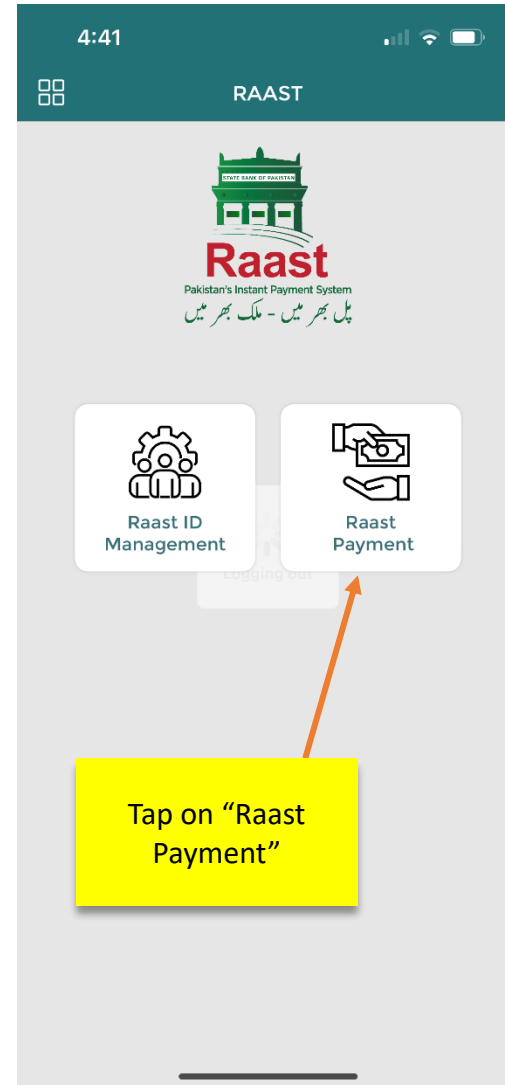 4:41
RAAST
STATE BANK OF PAKISTAN
Raast
Pakistan's Instant Payment System
پل بھر میں - ملک بھر میں
Raast ID
Management
Raast
Payment
Logging out
Tap on “Raast
Payment”